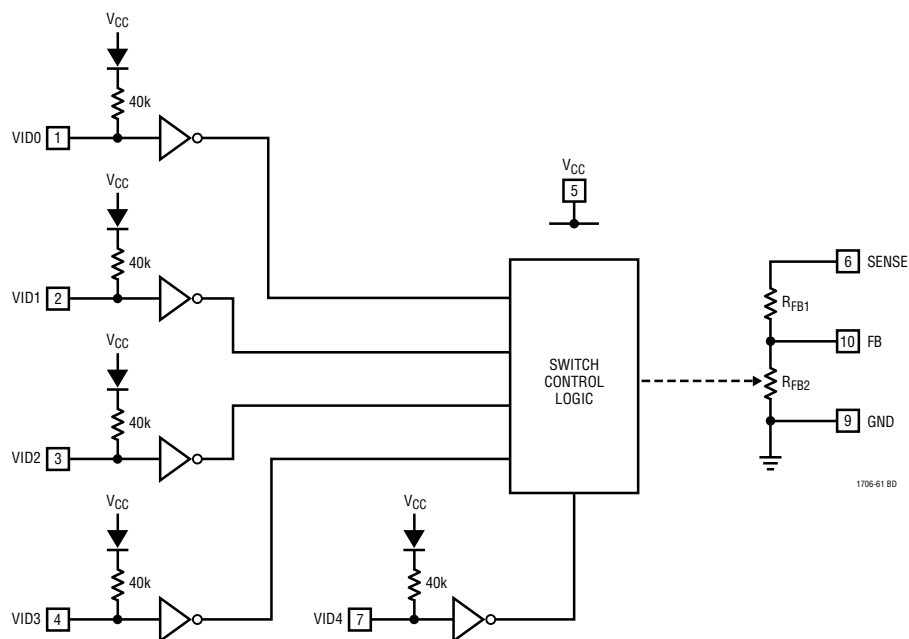 VCC
40k
VID0 1
VCC
5
VCC
40k
VID1 2
6 SENSE
RFB1
10 FB
VCC
40k
VID2 3
SWITCH
CONTROL
LOGIC
RFB2
9 GND
1706-61 BD
VCC
40k
VID3 4
VCC
40k
VID4 7